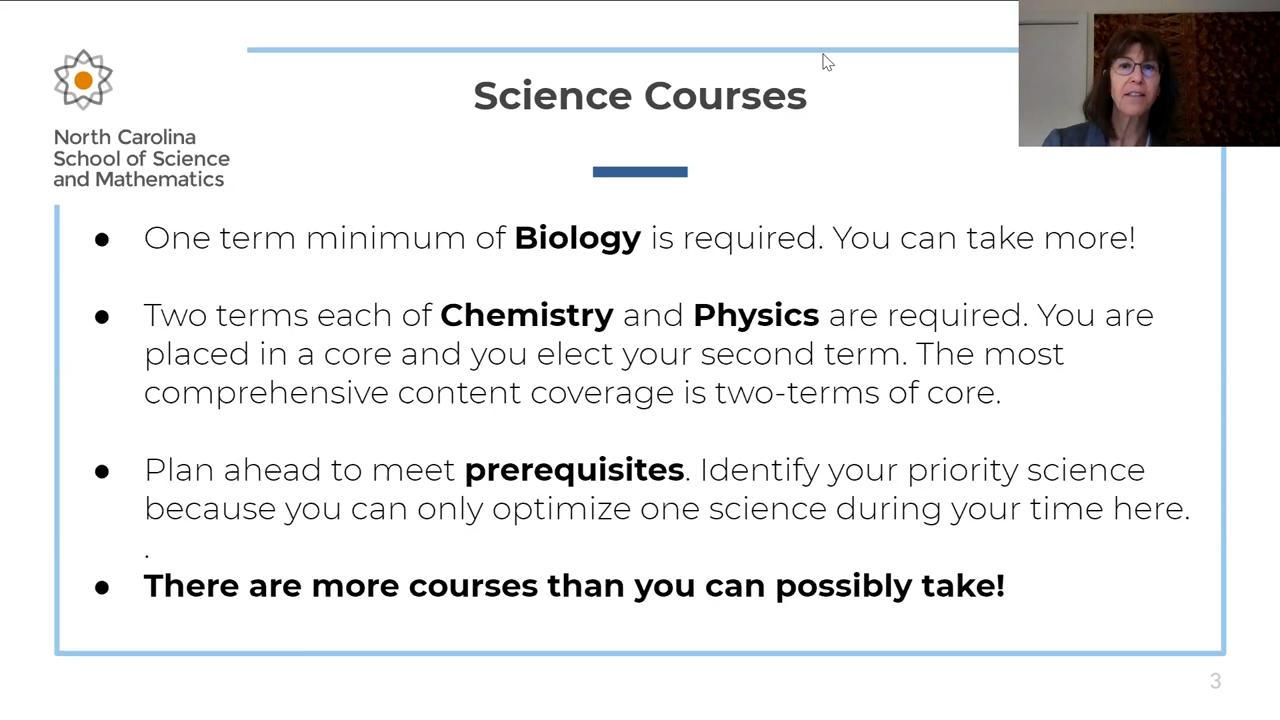 Science Courses
North Carolina
School of Science
and Mathematics
● One term minimum of Biology is required. You can take more!
● Two terms each of Chemistry and Physics are required. You are
placed in a core and you elect your second term. The most
comprehensive content coverage is two-terms of core.
● Plan ahead to meet prerequisites. Identify your priority science
because you can only optimize one science during your time here.
.
● There are more courses than you can possibly take!
3